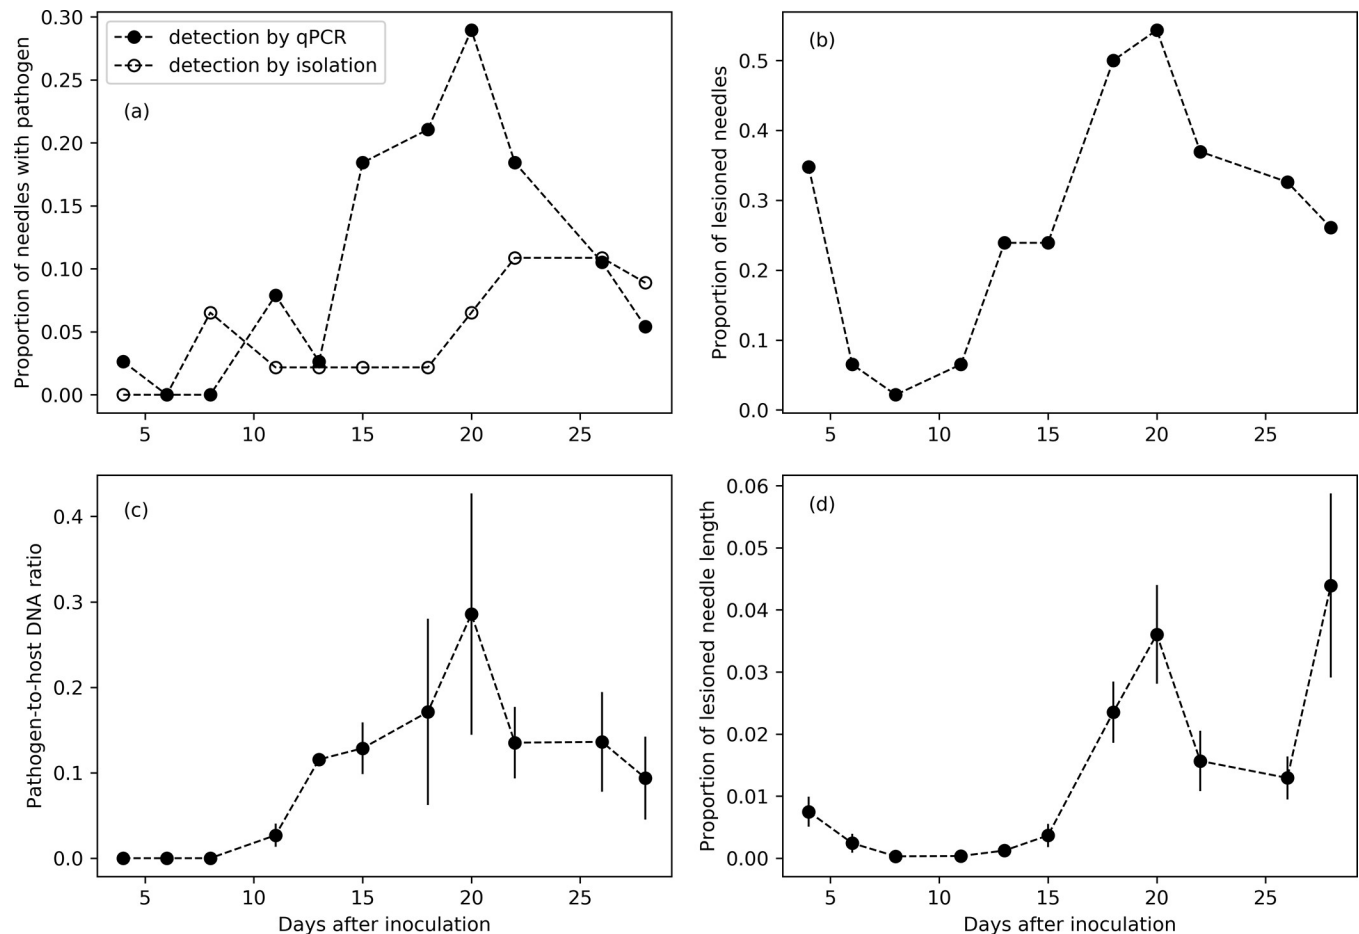 0.30
0.25
0.20
0.15
0.10
0.05
0.00
Proportion of needles with pathogen
detection by qPCR
detection by isolation
(a)
5 10 15 20 25
0.5
0.4
0.3
0.2
0.1
0.0
Proportion of lesioned needles
(b)
5 10 15 20 25
0.4
0.3
0.2
0.1
0.0
Pathogen-to-host DNA ratio
(c)
5 10 15 20 25
Days after inoculation
0.06
0.05
0.04
0.03
0.02
0.01
0.00
Proportion of lesioned needle length
(d)
5 10 15 20 25
Days after inoculation